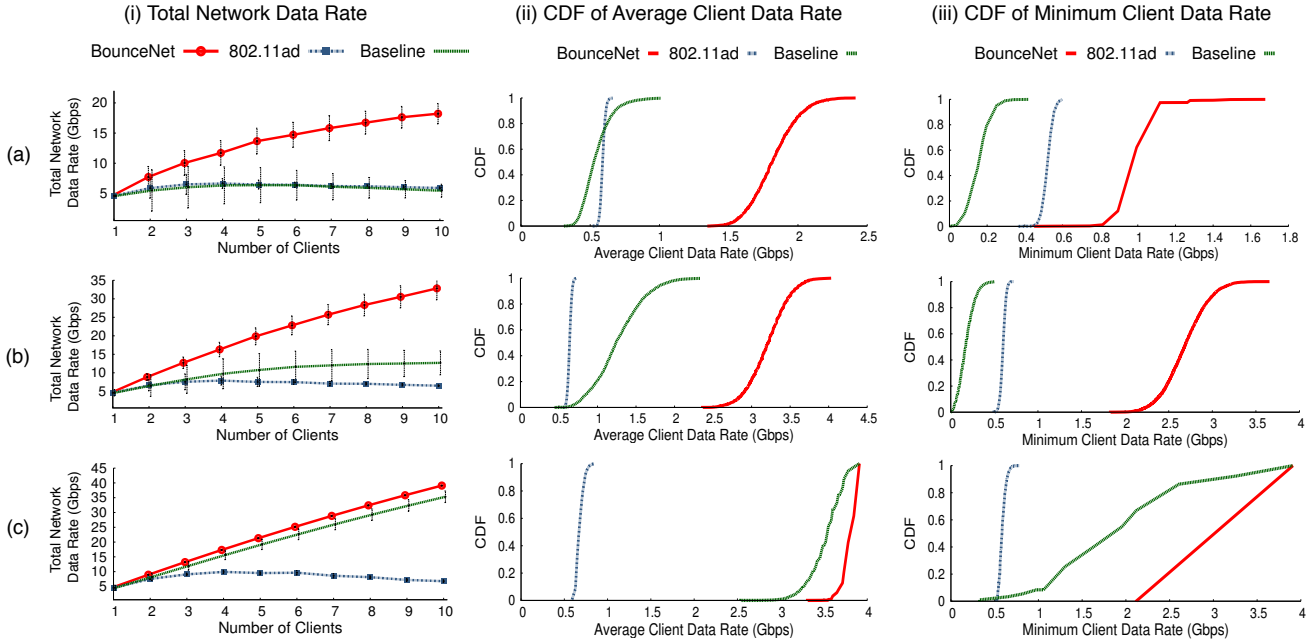 (i) Total Network Data Rate
(ii) CDF of Average Client Data Rate
(iii) CDF of Minimum Client Data Rate
BounceNet 802.11ad Baseline
BounceNet 802.11ad Baseline
BounceNet 802.11ad Baseline
(a)
Total Network
Data Rate (Gbps)
20
15
10
5
1 2 3 4 5 6 7 8 9 10
Number of Clients
CDF
1
0.8
0.6
0.4
0.2
0
0 0.5 1 1.5 2 2.5
Average Client Data Rate (Gbps)
CDF
1
0.8
0.6
0.4
0.2
0
0 0.2 0.4 0.6 0.8 1.0 1.2 1.4 1.6 1.8
Minimum Client Data Rate (Gbps)
(b)
Total Network
Data Rate (Gbps)
35
30
25
20
15
10
5
1 2 3 4 5 6 7 8 9 10
Number of Clients
CDF
1
0.8
0.6
0.4
0.2
0
0 0.5 1 1.5 2 2.5 3 3.5 4 4.5
Average Client Data Rate (Gbps)
CDF
1
0.8
0.6
0.4
0.2
0
0 0.5 1 1.5 2 2.5 3 3.5 4
Minimum Client Data Rate (Gbps)
(c)
Total Network
Data Rate (Gbps)
45
40
35
30
25
20
15
10
5
1 2 3 4 5 6 7 8 9 10
Number of Clients
CDF
1
0.8
0.6
0.4
0.2
0
0 0.5 1 1.5 2 2.5 3 3.5 4
Average Client Data Rate (Gbps)
CDF
1
0.8
0.6
0.4
0.2
0
0 0.5 1 1.5 2 2.5 3 3.5 4
Minimum Client Data Rate (Gbps)